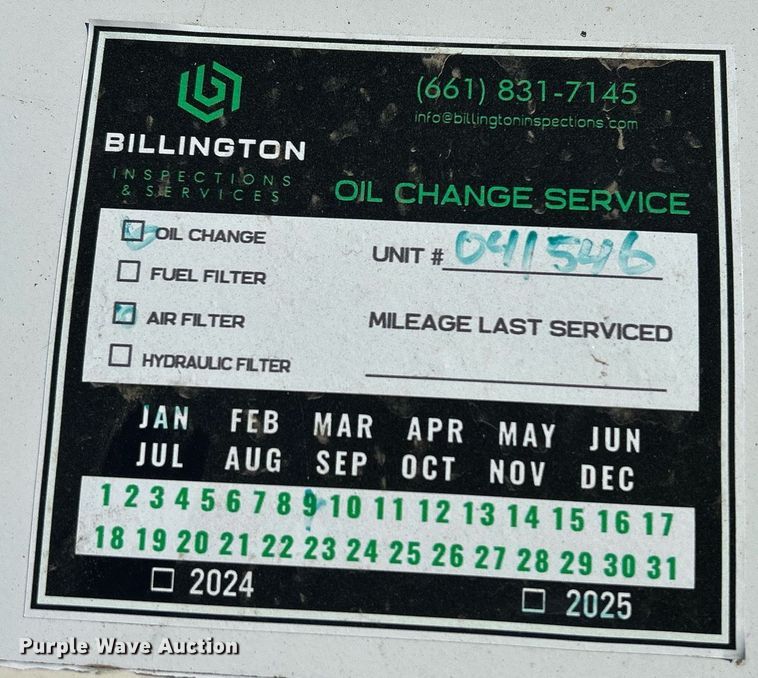 BILLINGTON
INSPECTIONS
& SERVICES
(661) 831-7145
info@billingtoninspections.com
OIL CHANGE SERVICE
OIL CHANGE
FUEL FILTER
AIR FILTER
HYDRAULIC FILTER
UNIT # 041546
MILEAGE LAST SERVICED
JAN FEB MAR APR MAY JUN
JUL AUG SEP OCT NOV DEC
1 2 3 4 5 6 7 8 9 10 11 12 13 14 15 16 17
18 19 20 21 22 23 24 25 26 27 28 29 30 31
2024 2025
Purple Wave Auction